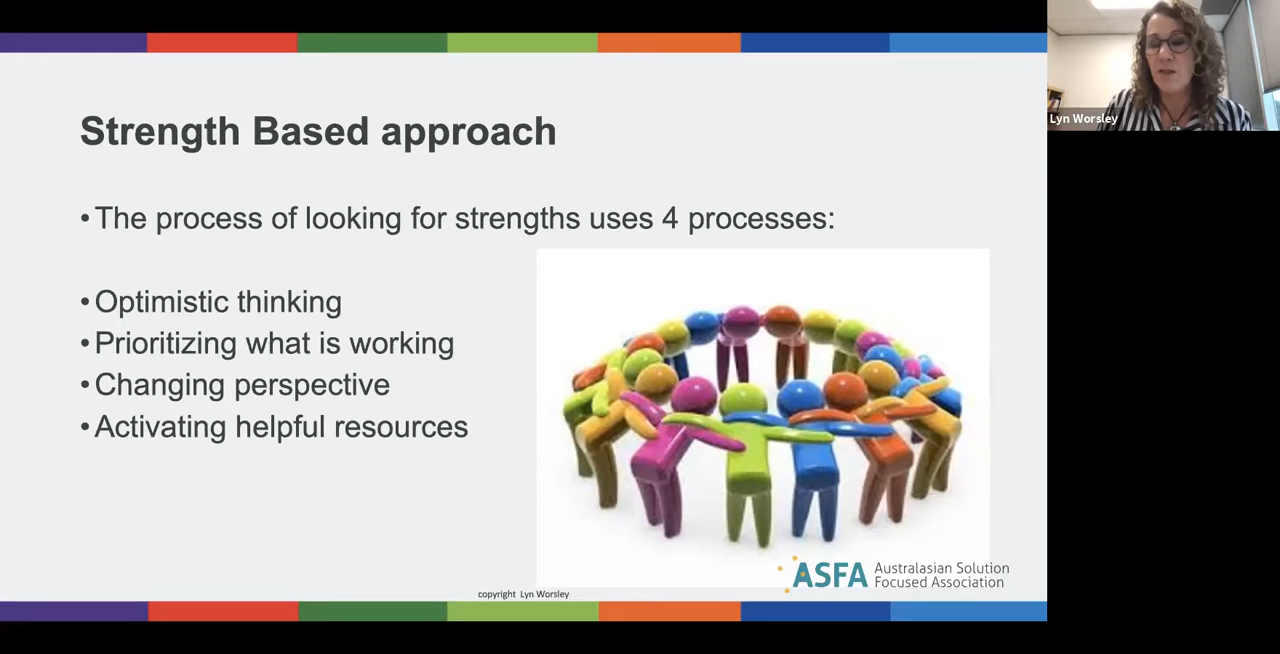 Strength Based approach
•The process of looking for strengths uses 4 processes:
•Optimistic thinking
•Prioritizing what is working
•Changing perspective
•Activating helpful resources
ASFA Australasian Solution
Focused Association
copyright Lyn Worsley
Lyn Worsley